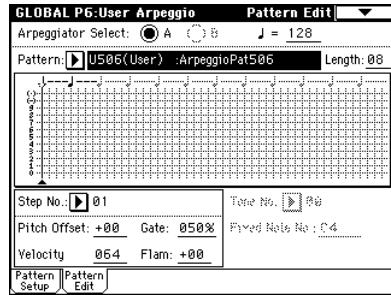 GLOBAL P6:User Arpeggio Pattern Edit
Arpeggiator Select: A B ♩ = 128
Pattern: U506(User) :ArpeggioPat506 Length: 08
Step No.: 01 Tone No. 00
Pitch Offset: +00 Gate: 050% Fixed Note No.: C4
Velocity 064 Flam: +00
Pattern Setup Pattern Edit